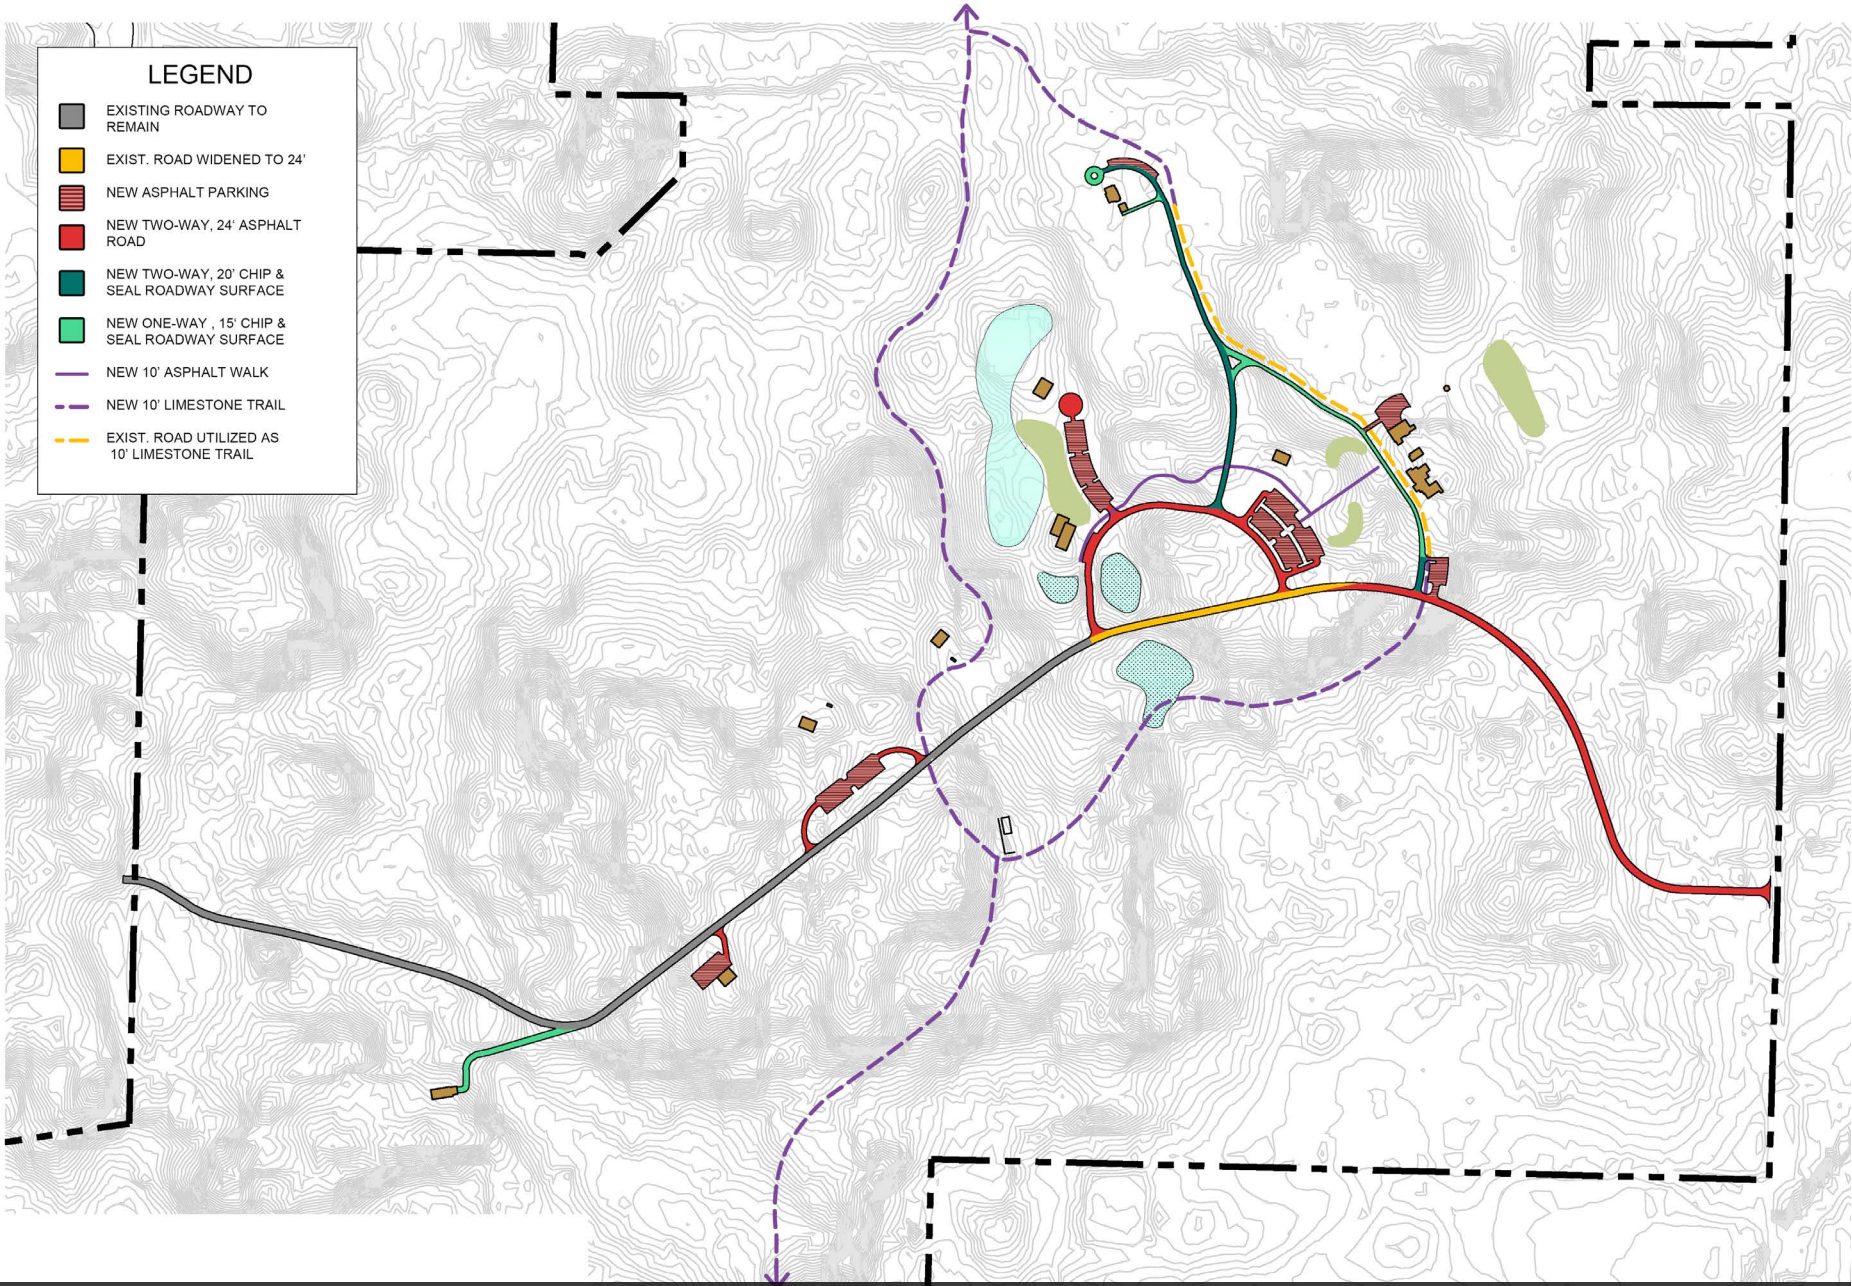 LEGEND
EXISTING ROADWAY TO
REMAIN
EXIST. ROAD WIDENED TO 24'
NEW ASPHALT PARKING
NEW TWO-WAY, 24' ASPHALT
ROAD
NEW TWO-WAY, 20' CHIP &
SEAL ROADWAY SURFACE
NEW ONE-WAY , 15' CHIP &
SEAL ROADWAY SURFACE
NEW 10' ASPHALT WALK
NEW 10' LIMESTONE TRAIL
EXIST. ROAD UTILIZED AS
10' LIMESTONE TRAIL